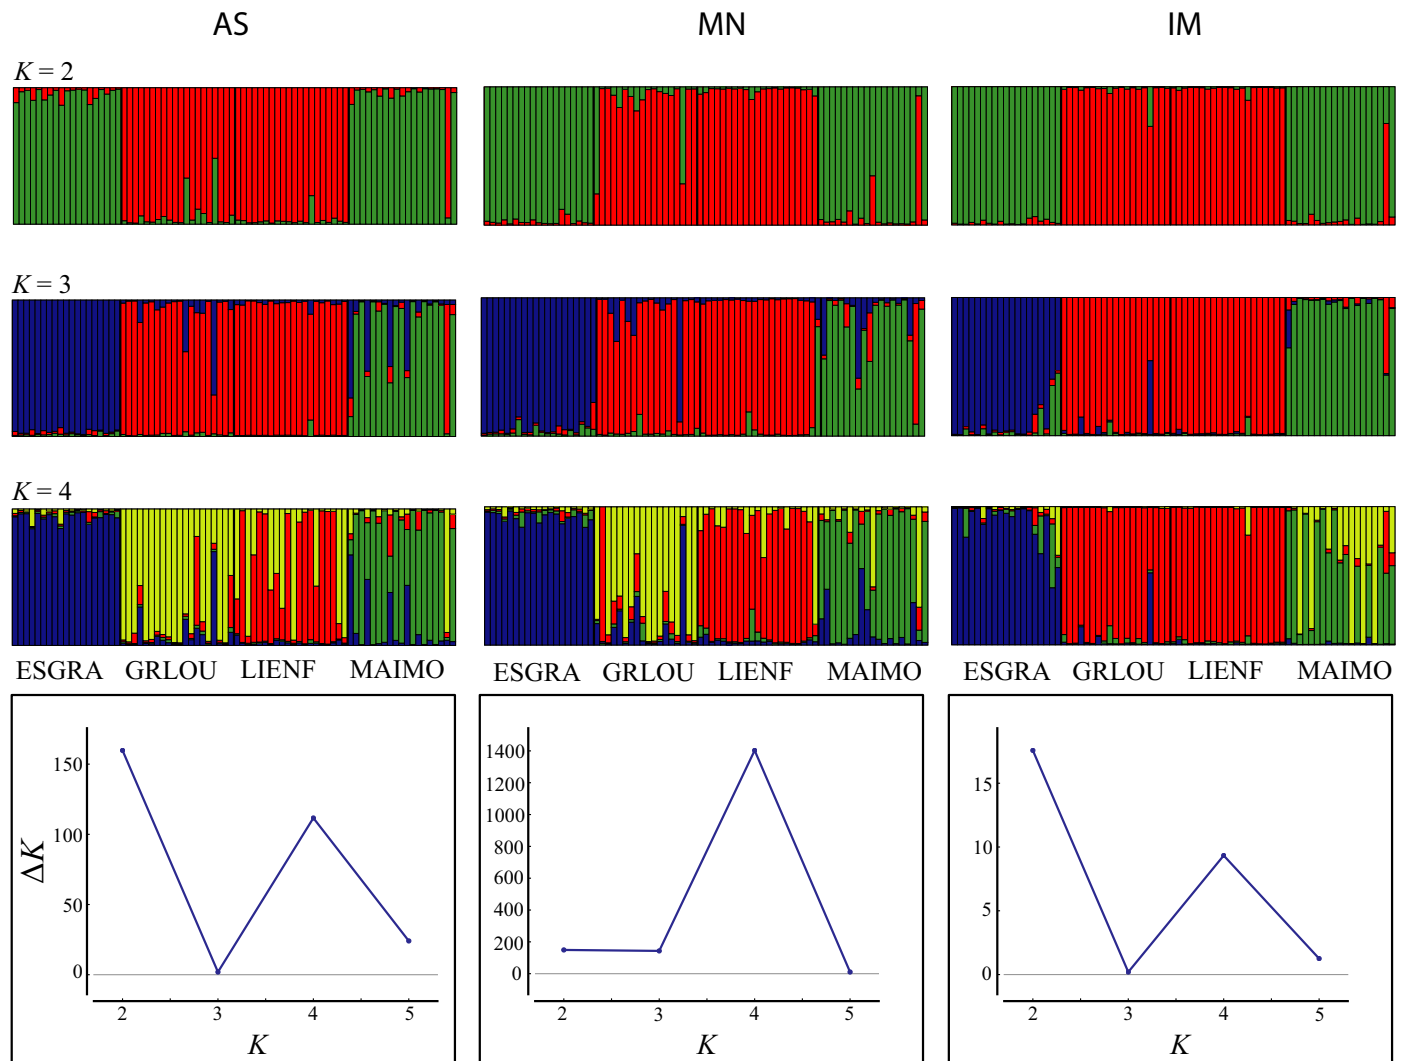 AS MN IM
K = 2
K = 3
K = 4
ESGRA GRLOU LIENF MAIMO ESGRA GRLOU LIENF MAIMO ESGRA GRLOU LIENF MAIMO
ΔK
150
100
50
0
2 3 4 5
K
1400
1200
1000
800
600
400
200
0
2 3 4 5
K
15
10
5
0
2 3 4 5
K